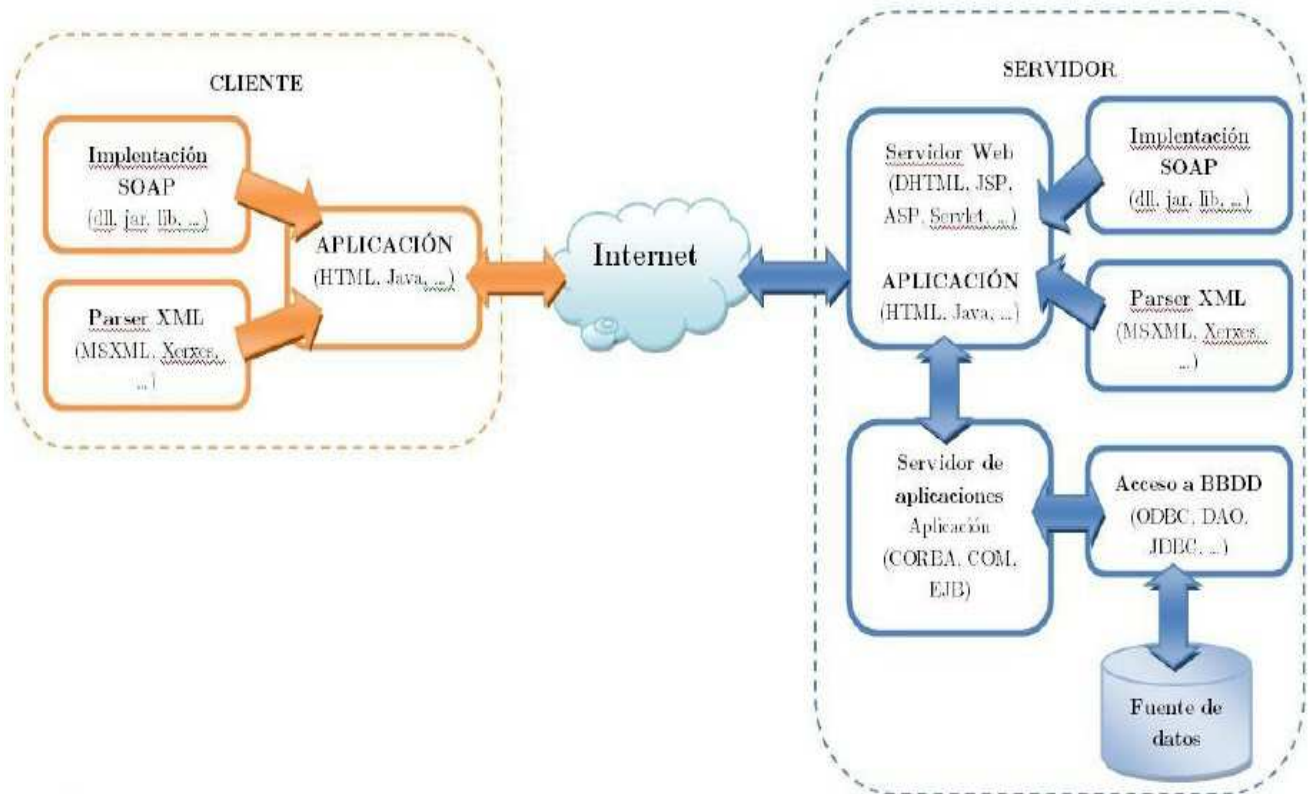 CLIENTE
Implentación
SOAP
(dll, jar, lib, ...)
Parser XML
(MSXML, Xerxes,
...)
APLICACIÓN
(HTML, Java, ...)
Internet
SERVIDOR
Servidor Web
(DHTML, JSP,
ASP, Servlet, ...)
APLICACIÓN
(HTML, Java, ...)
Implentación
SOAP
(dll, jar, lib, ...)
Parser XML
(MSXML, Xerxes,
...)
Servidor de
aplicaciones
Aplicación
(CORBA, COM,
EJB)
Acceso a BBDD
(ODBC, DAO,
JDBC, ...)
Fuente de
datos